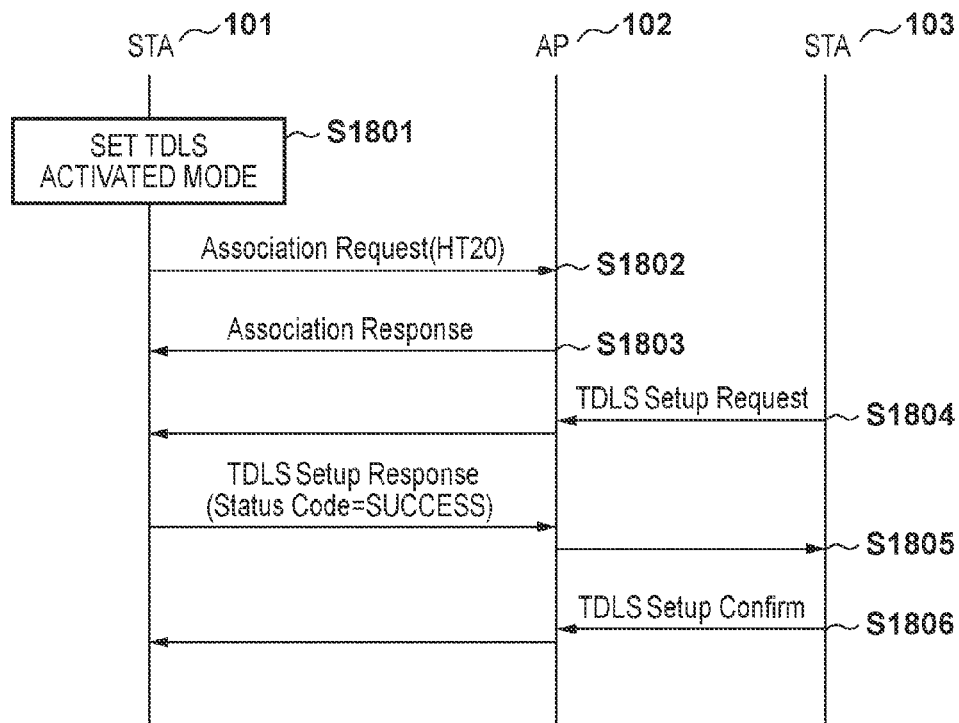 STA 101
AP 102
STA 103
SET TDLS
ACTIVATED MODE
S1801
Association Request(HT20)
S1802
Association Response
S1803
TDLS Setup Request
S1804
TDLS Setup Response
(Status Code=SUCCESS)
S1805
TDLS Setup Confirm
S1806